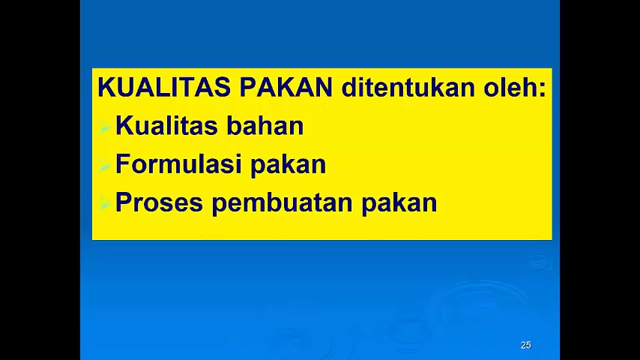 KUALITAS PAKAN ditentukan oleh:
Kualitas bahan
Formulasi pakan
Proses pembuatan pakan
25